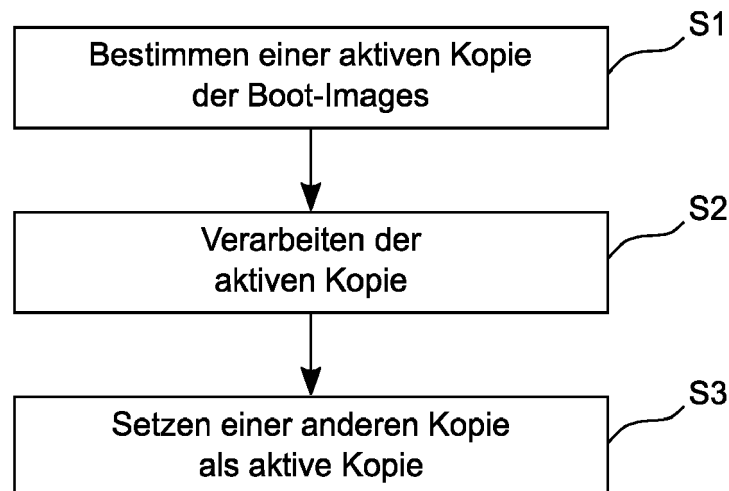 S1
Bestimmen einer aktiven Kopie
der Boot-Images
S2
Verarbeiten der
aktiven Kopie
S3
Setzen einer anderen Kopie
als aktive Kopie